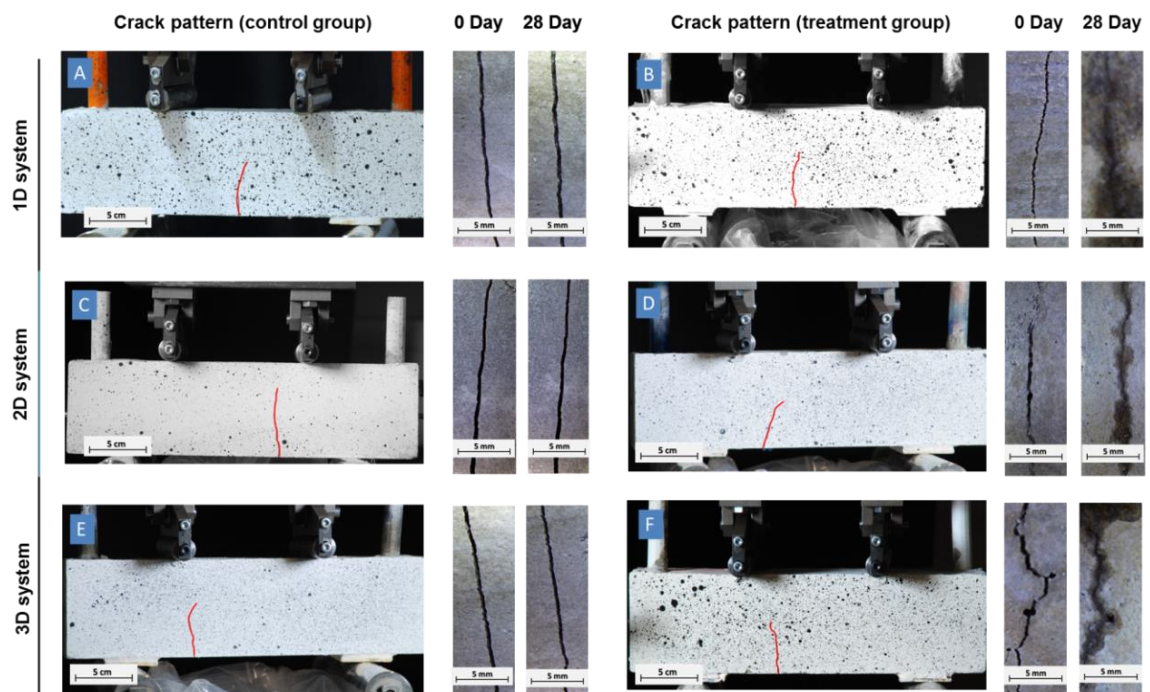 Crack pattern (control group) 0 Day 28 Day Crack pattern (treatment group) 0 Day 28 Day
1D system
A
5 cm
5 mm
5 mm
B
5 cm
5 mm
5 mm
2D system
C
5 cm
5 mm
5 mm
D
5 cm
5 mm
5 mm
3D system
E
5 cm
5 mm
5 mm
F
5 cm
5 mm
5 mm